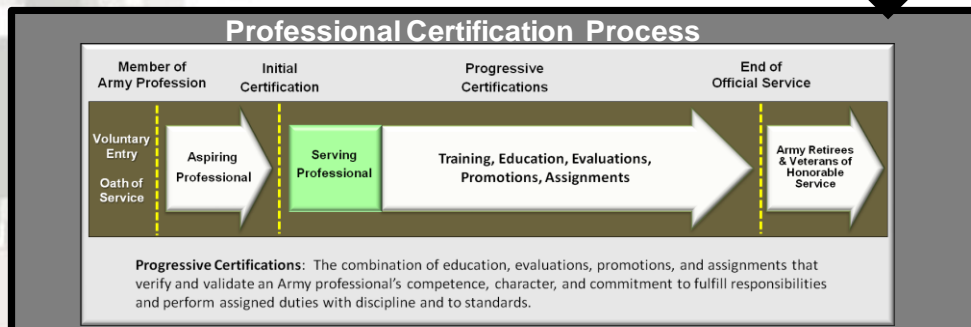 Professional Certification Process
Member of
Army Profession
Initial
Certification
Progressive
Certifications
End of
Official Service
Voluntary
Entry
Oath of
Service
Aspiring
Professional
Serving
Professional
Training, Education, Evaluations,
Promotions, Assignments
Army Retirees
& Veterans of
Honorable
Service
Progressive Certifications: The combination of education, evaluations, promotions, and assignments that
verify and validate an Army professional's competence, character, and commitment to fulfill responsibilities
and perform assigned duties with discipline and to standards.